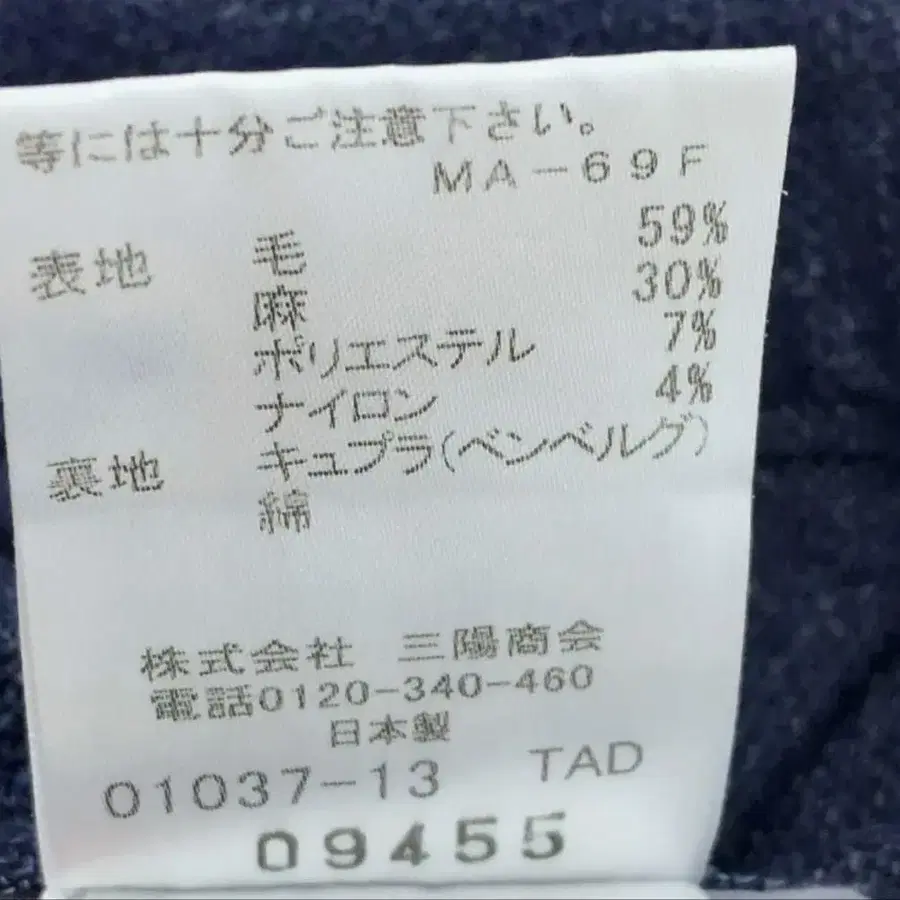 等には十分ご注意下さい。
MA-69F
表地 毛 59%
麻 30%
ポリエステル 7%
ナイロン 4%
裏地 キュプラ(ベンベルグ)
綿
株式会社 三陽商会
電話0120-340-460
日本製
01037-13 TAD
09455